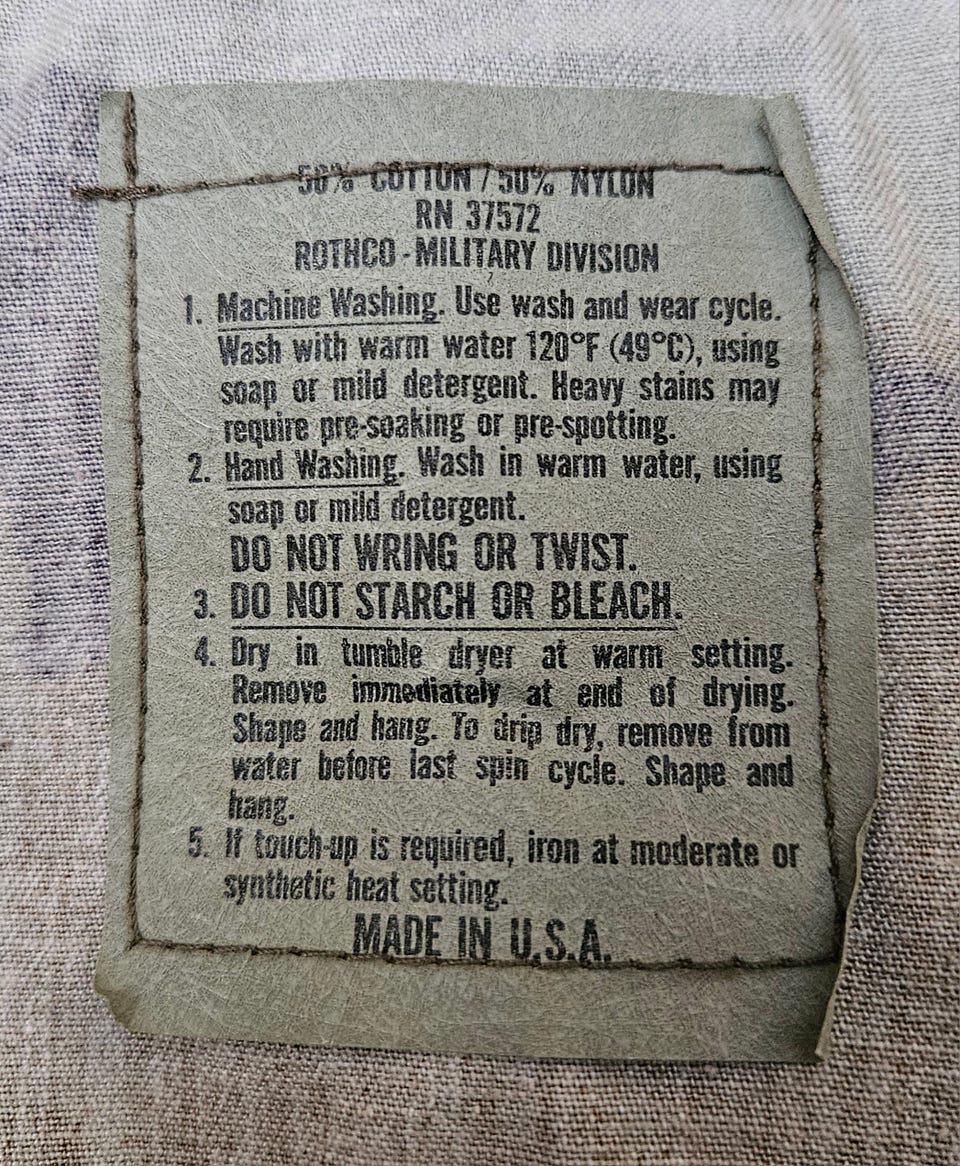 50% COTTON / 50% NYLON
RN 37572
ROTHCO - MILITARY DIVISION
1. Machine Washing. Use wash and wear cycle.
Wash with warm water 120°F (49°C), using
soap or mild detergent. Heavy stains may
require pre-soaking or pre-spotting.
2. Hand Washing. Wash in warm water, using
soap or mild detergent.
DO NOT WRING OR TWIST.
3. DO NOT STARCH OR BLEACH.
4. Dry in tumble dryer at warm setting.
Remove immediately at end of drying.
Shape and hang. To drip dry, remove from
water before last spin cycle. Shape and
hang.
5. If touch-up is required, iron at moderate or
synthetic heat setting.
MADE IN U.S.A.